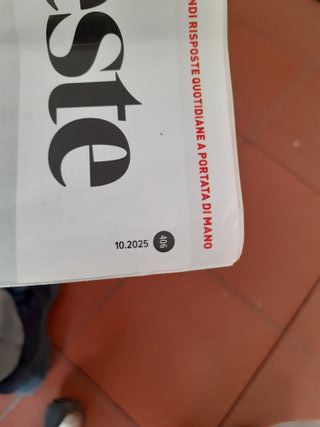 NDI RISPOSTE QUOTIDIANE A PORTATA DI MANO
este
10.2025
406